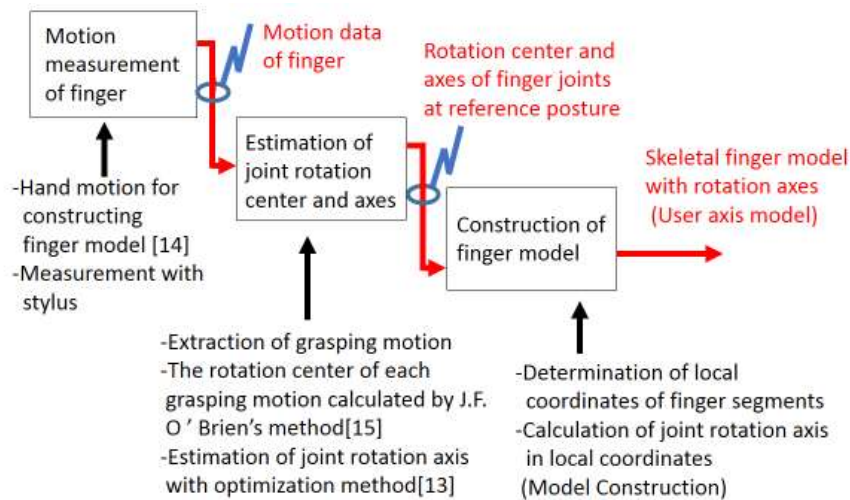 Motion
measurement
of finger
Motion data
of finger
Rotation center and
axes of finger joints
at reference posture
Estimation of
joint rotation
center and axes
Skeletal finger model
with rotation axes
(User axis model)
Construction of
finger model
-Hand motion for
constructing
finger model [14]
-Measurement with
stylus
-Extraction of grasping motion
-The rotation center of each
grasping motion calculated by J.F.
O ’ Brien’s method[15]
-Estimation of joint rotation axis
with optimization method[13]
-Determination of local
coordinates of finger segments
-Calculation of joint rotation axis
in local coordinates
(Model Construction)